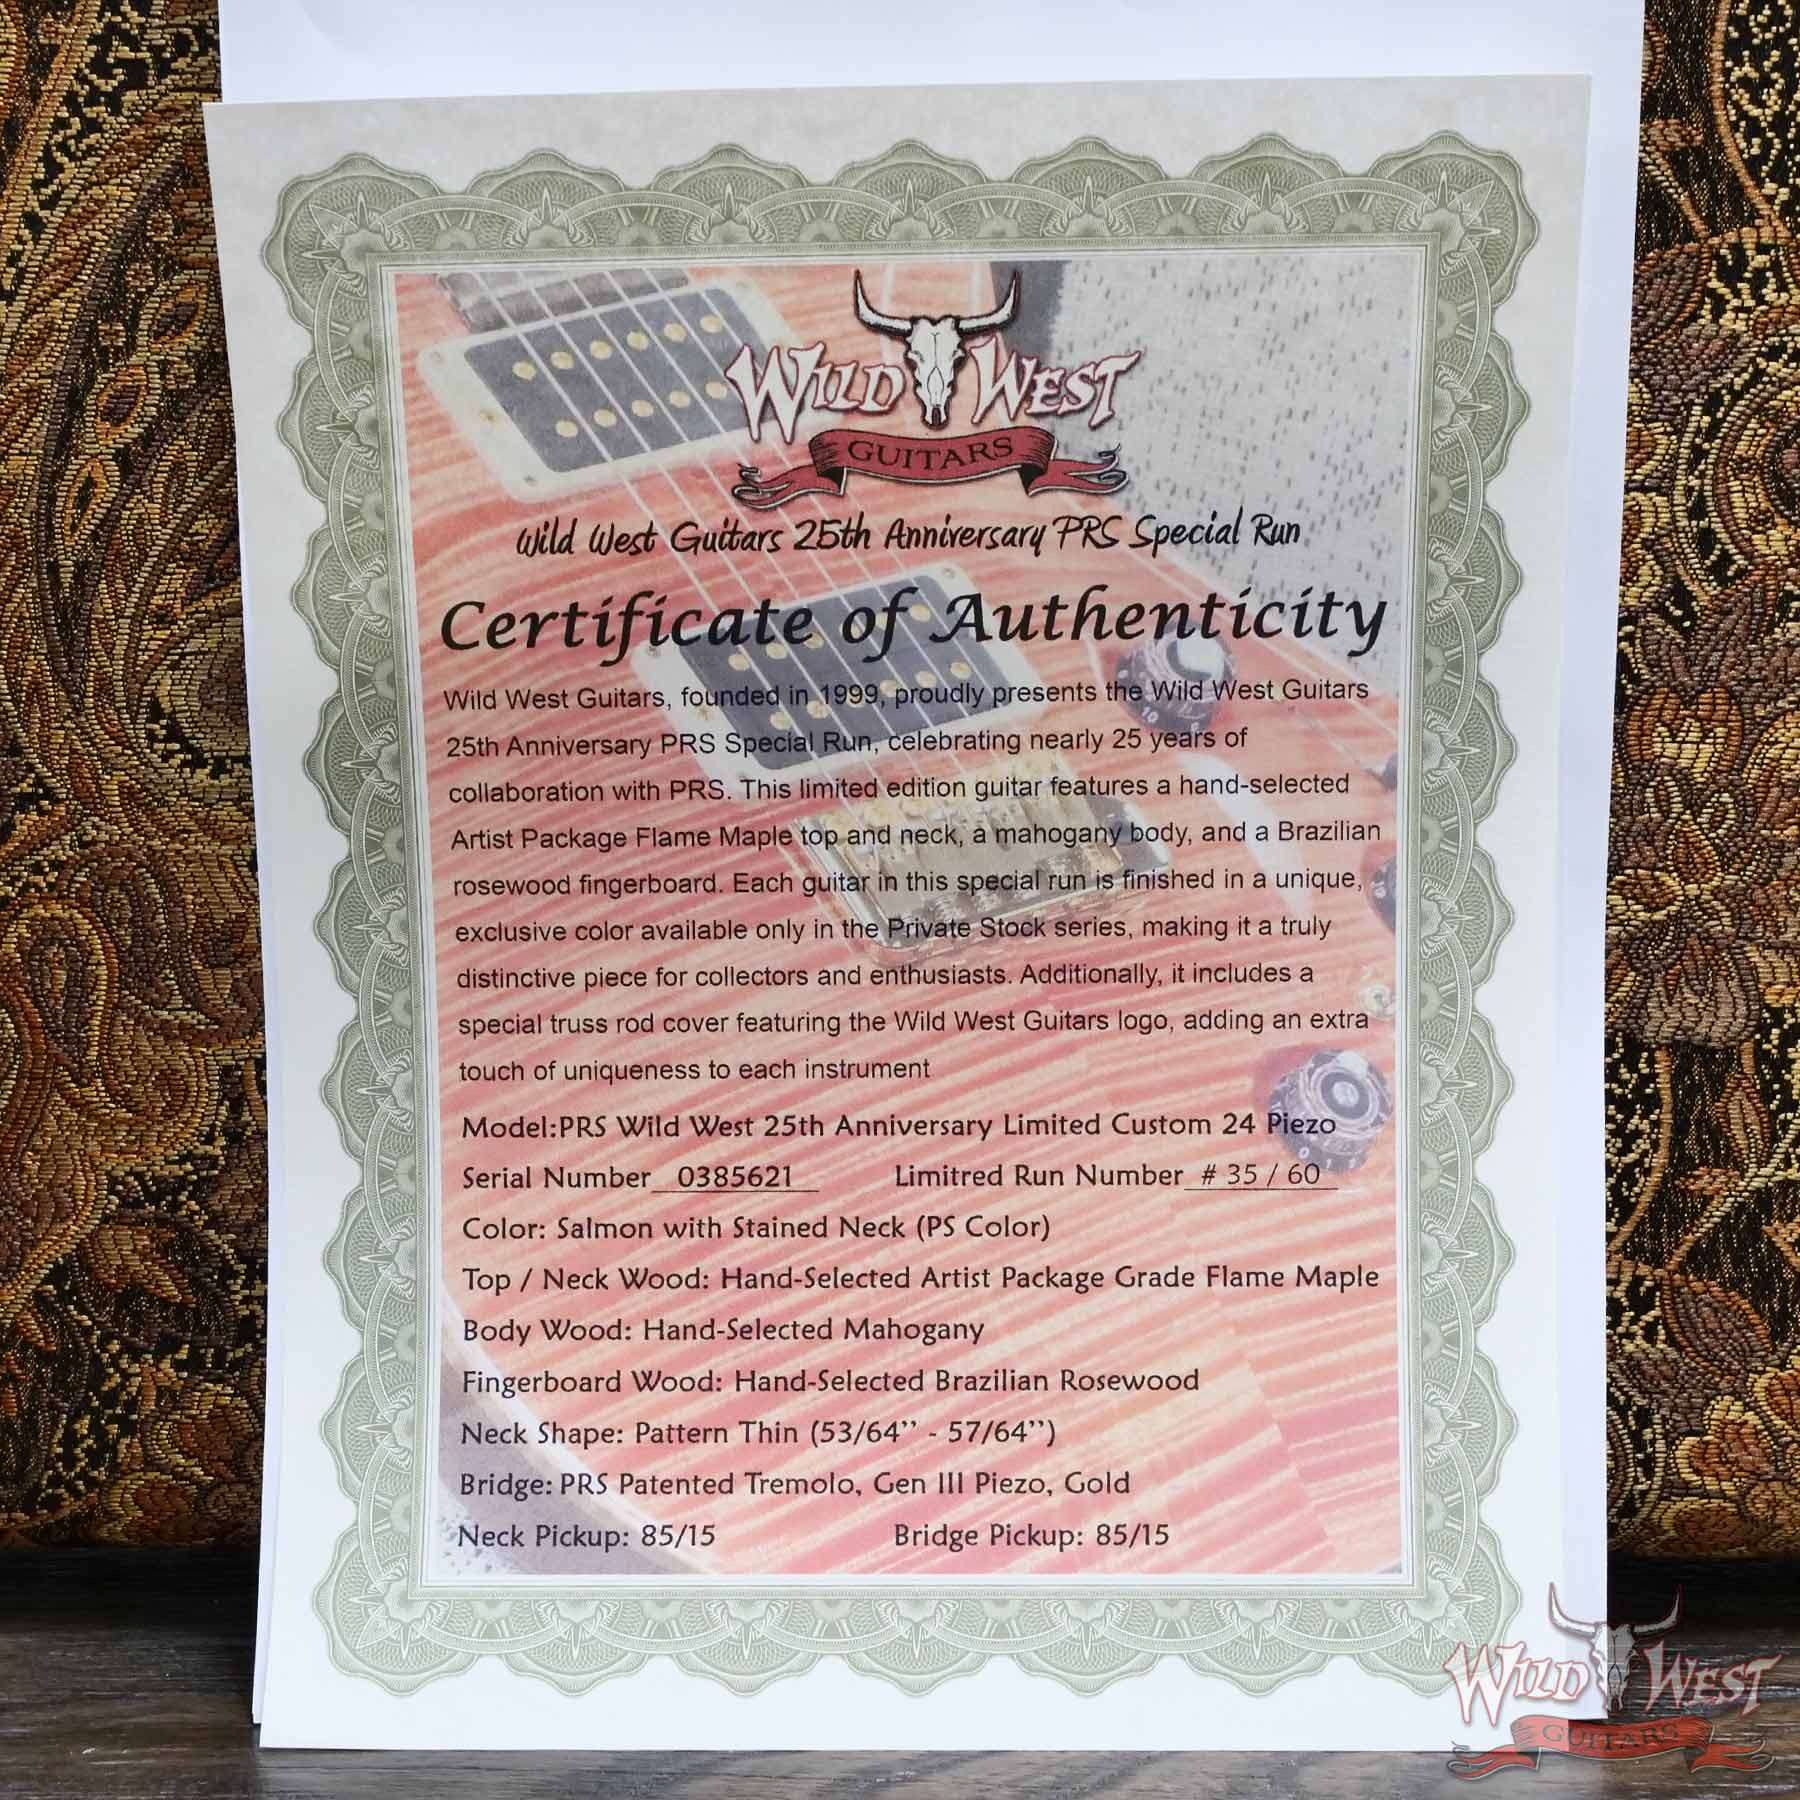 WILD WEST
GUITARS
Wild West Guitars 25th Anniversary PRS Special Run
Certificate of Authenticity
Wild West Guitars, founded in 1999, proudly presents the Wild West Guitars
25th Anniversary PRS Special Run, celebrating nearly 25 years of
collaboration with PRS. This limited edition guitar features a hand-selected
Artist Package Flame Maple top and neck, a mahogany body, and a Brazilian
rosewood fingerboard. Each guitar in this special run is finished in a unique,
exclusive color available only in the Private Stock series, making it a truly
distinctive piece for collectors and enthusiasts. Additionally, it includes a
special truss rod cover featuring the Wild West Guitars logo, adding an extra
touch of uniqueness to each instrument
Model:PRS Wild West 25th Anniversary Limited Custom 24 Piezo
Serial Number 0385621 Limitred Run Number # 35 / 60
Color: Salmon with Stained Neck (PS Color)
Top / Neck Wood: Hand-Selected Artist Package Grade Flame Maple
Body Wood: Hand-Selected Mahogany
Fingerboard Wood: Hand-Selected Brazilian Rosewood
Neck Shape: Pattern Thin (53/64’’ - 57/64’’)
Bridge: PRS Patented Tremolo, Gen III Piezo, Gold
Neck Pickup: 85/15 Bridge Pickup: 85/15
WILD WEST
GUITARS